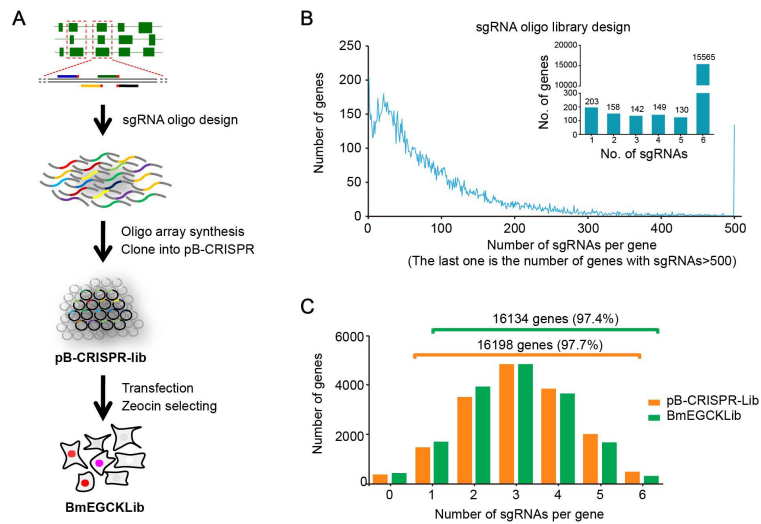 A
sgRNA oligo design
Oligo array synthesis
Clone into pB-CRISPR
pB-CRISPR-lib
Transfection
Zeocin selecting
BmEGCKLib
B
sgRNA oligo library design
Number of genes
250
200
150
100
50
0
0 100 200 300 400 500
Number of sgRNAs per gene
(The last one is the number of genes with sgRNAs>500)
No. of genes
20000
15000
10000
300
200
100
0
203 158 142 149 130 15565
1 2 3 4 5 6
No. of sgRNAs
C
16134 genes (97.4%)
16198 genes (97.7%)
Number of genes
6000
4000
2000
0
0 1 2 3 4 5 6
Number of sgRNAs per gene
pB-CRISPR-Lib
BmEGCKLib